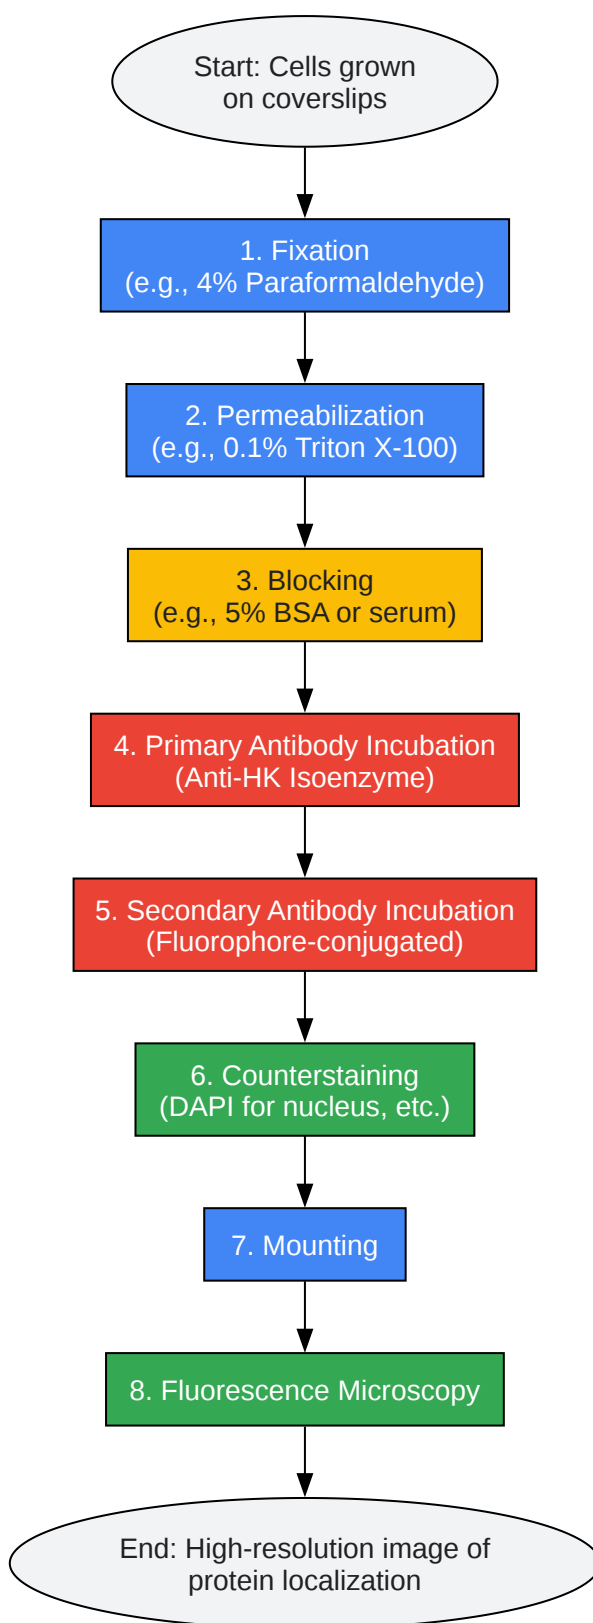 Start: Cells grown
on coverslips
1. Fixation
(e.g., 4% Paraformaldehyde)
2. Permeabilization
(e.g., 0.1% Triton X-100)
3. Blocking
(e.g., 5% BSA or serum)
4. Primary Antibody Incubation
(Anti-HK Isoenzyme)
5. Secondary Antibody Incubation
(Fluorophore-conjugated)
6. Counterstaining
(DAPI for nucleus, etc.)
7. Mounting
8. Fluorescence Microscopy
End: High-resolution image of
protein localization